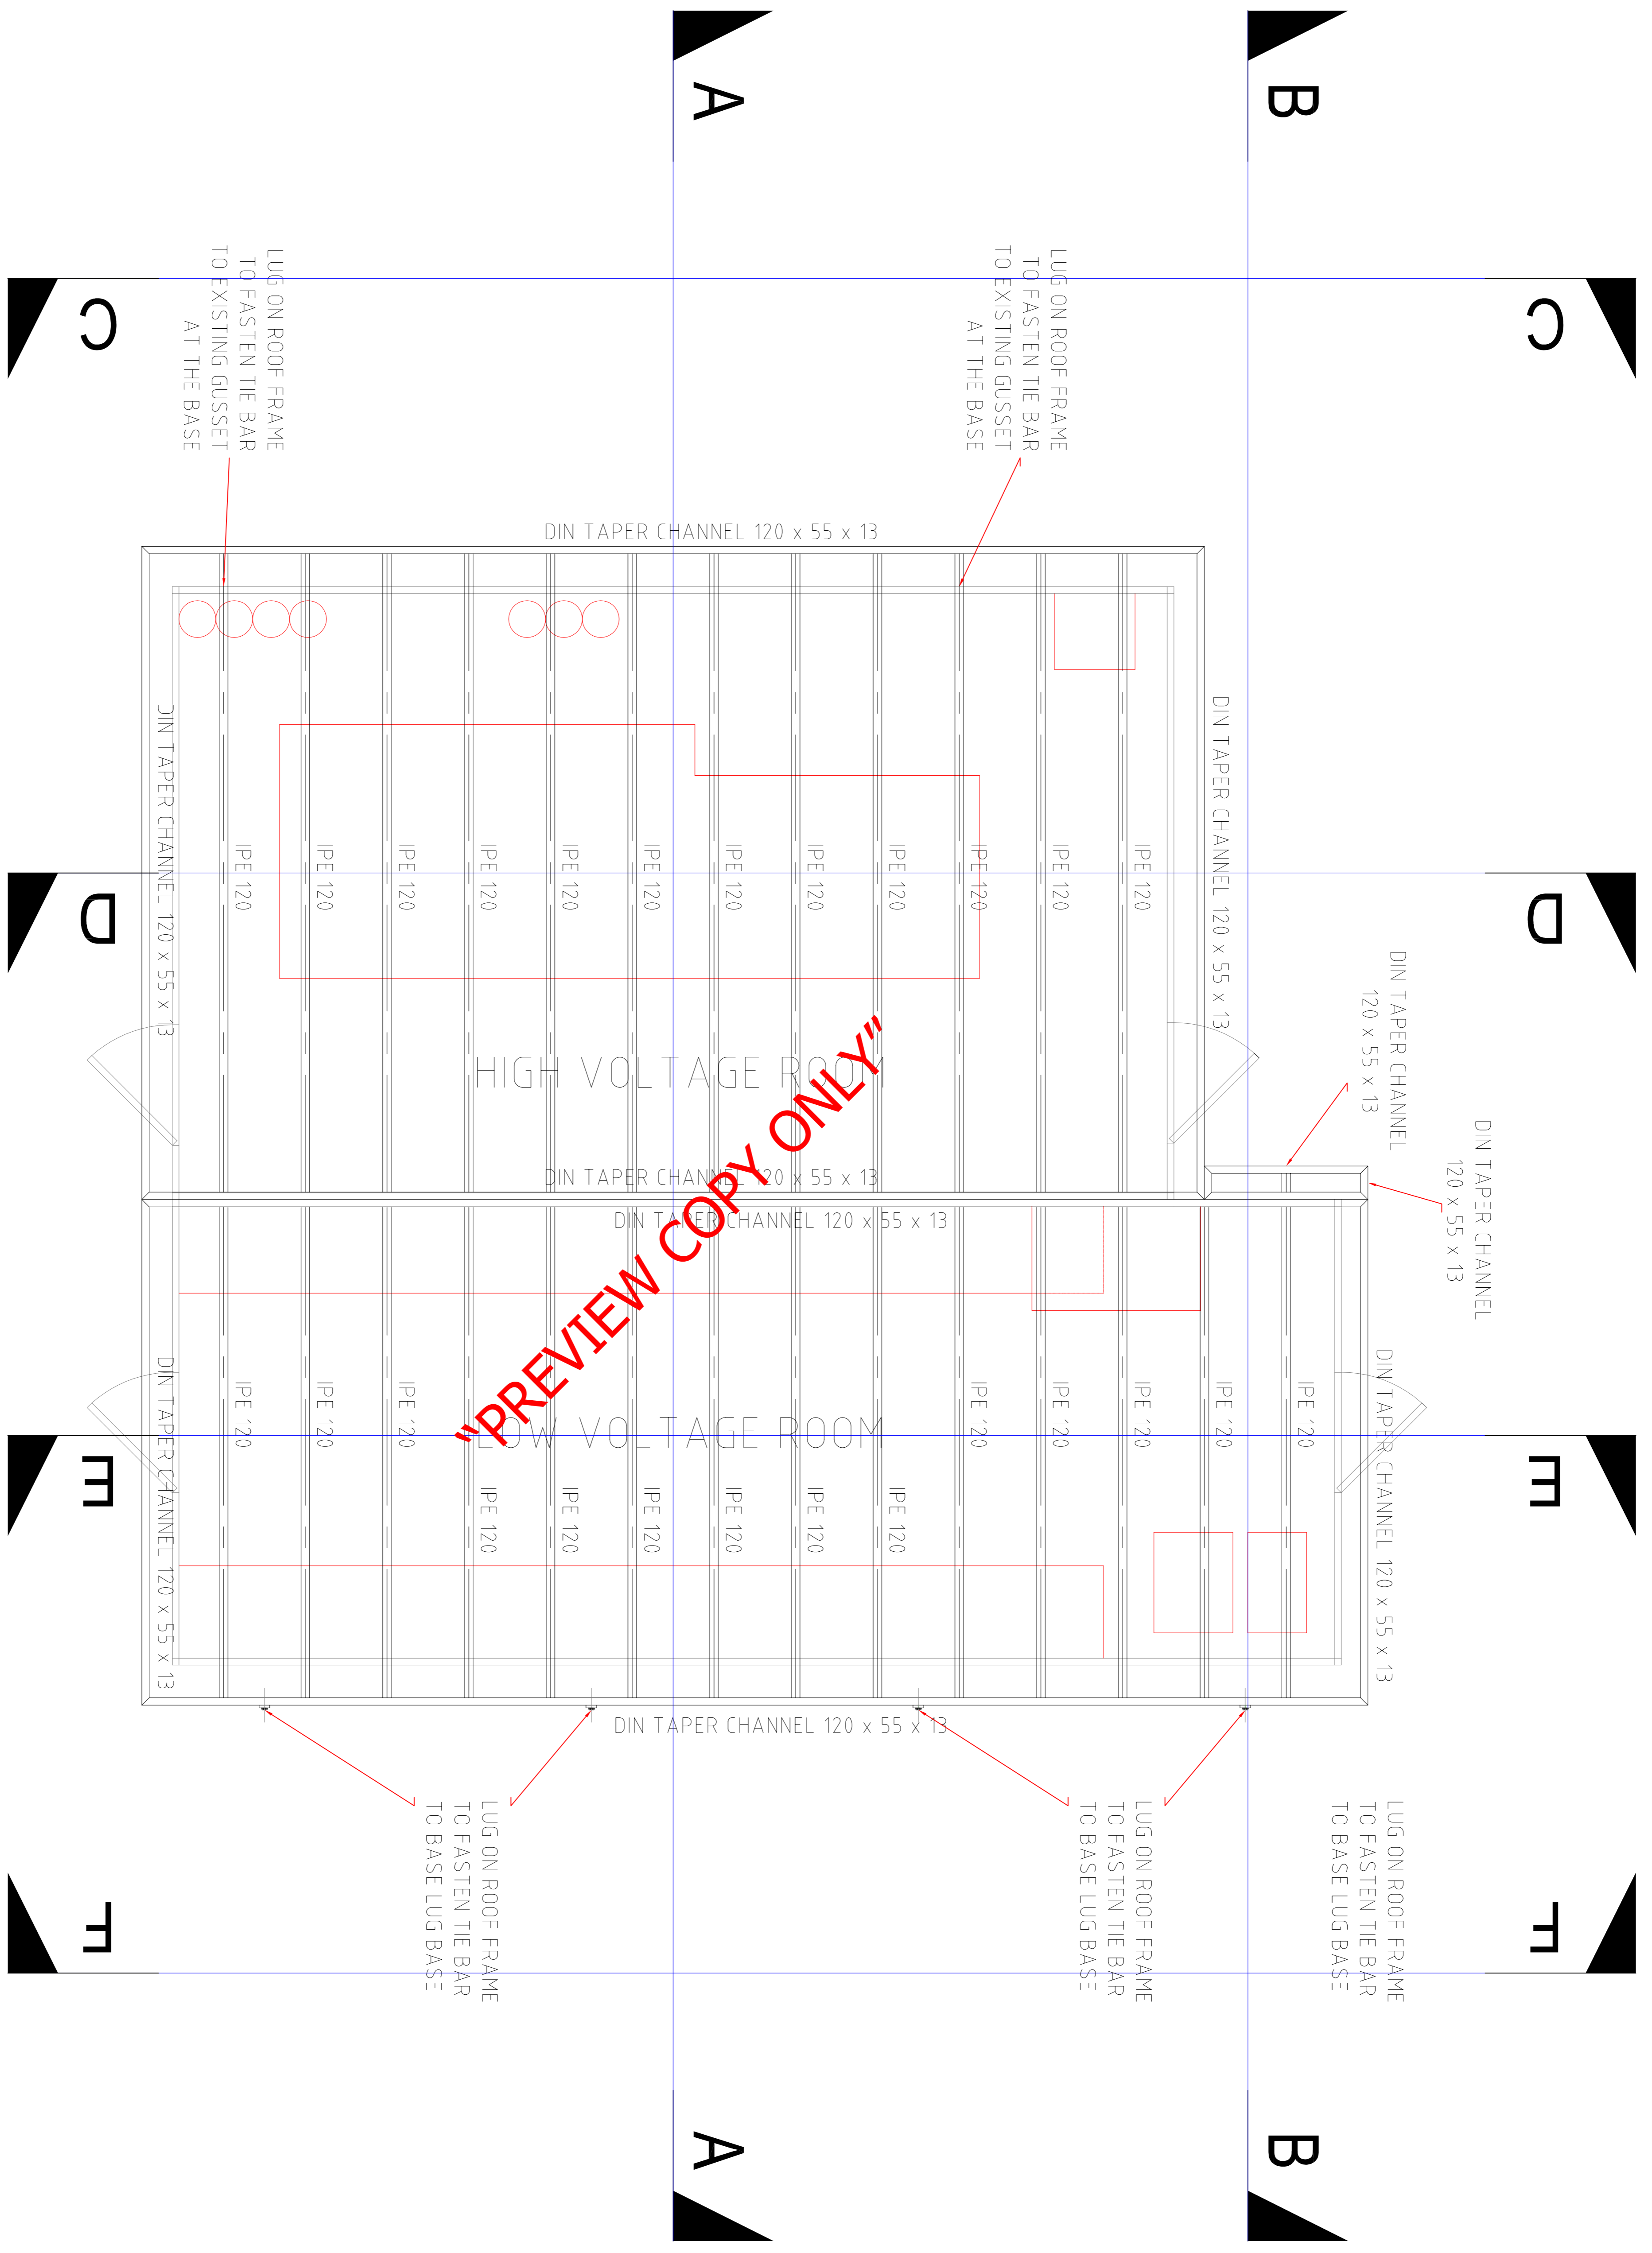 A
B
C
C
LUG ON ROOF FRAME
TO FASTEN TIE BAR
TO EXISTING GUSSET
AT THE BASE
LUG ON ROOF FRAME
TO FASTEN TIE BAR
TO EXISTING GUSSET
AT THE BASE
DIN TAPER CHANNEL 120 x 55 x 13
DIN TAPER CHANNEL 120 x 55 x 13
DIN TAPER CHANNEL 120 x 55 x 13
IPE 120
IPE 120
IPE 120
IPE 120
IPE 120
IPE 120
IPE 120
IPE 120
IPE 120
IPE 120
IPE 120
IPE 120
D
D
DIN TAPER CHANNEL
120 x 55 x 13
DIN TAPER CHANNEL
120 x 55 x 13
HIGH VOLTAGE ROOM
"PREVIEW COPY ONLY"
DIN TAPER CHANNEL 120 x 55 x 13
DIN TAPER CHANNEL 120 x 55 x 13
DIN TAPER CHANNEL 120 x 55 x 13
DIN TAPER CHANNEL 120 x 55 x 13
IPE 120
IPE 120
IPE 120
IPE 120
IPE 120
IPE 120
IPE 120
IPE 120
LOW VOLTAGE ROOM
E
E
IPE 120
IPE 120
IPE 120
IPE 120
IPE 120
IPE 120
DIN TAPER CHANNEL 120 x 55 x 13
LUG ON ROOF FRAME
TO FASTEN TIE BAR
TO BASE LUG BASE
LUG ON ROOF FRAME
TO FASTEN TIE BAR
TO BASE LUG BASE
LUG ON ROOF FRAME
TO FASTEN TIE BAR
TO BASE LUG BASE
F
F
A
B